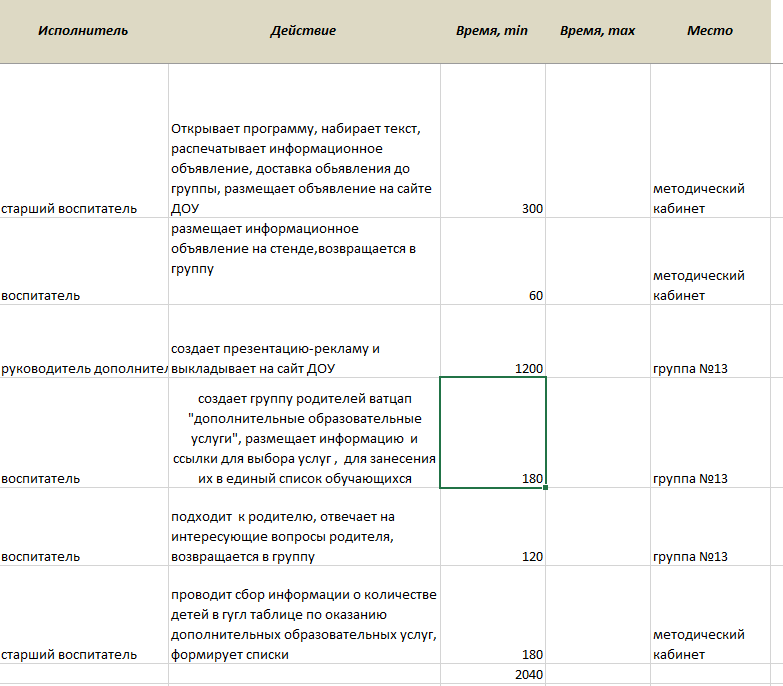 Исполнитель Действие Время, min Время, max Место
Открывает программу, набирает текст,
распечатывает информационное
объявление, доставка обьявления до
группы, размещает объявление на сайте
ДОУ
старший воспитатель
300
методический
кабинет
размещает информационное
объявление на стенде,возвращается в
группу
воспитатель
60
методический
кабинет
создает презентацию-рекламу и
выкладывает на сайт ДОУ
руководитель дополнител
1200
группа №13
создает группу родителей ватцап
"дополнительные образовательные
услуги", размещает информацию и
ссылки для выбора услуг , для занесения
их в единый список обучающихся
воспитатель
180
группа №13
подходит к родителю, отвечает на
интересующие вопросы родителя,
возвращается в группу
воспитатель
120
группа №13
проводит сбор информации о количестве
детей в гугл таблице по оказанию
дополнительных образовательных услуг,
формирует списки
старший воспитатель
180
методический
кабинет
2040